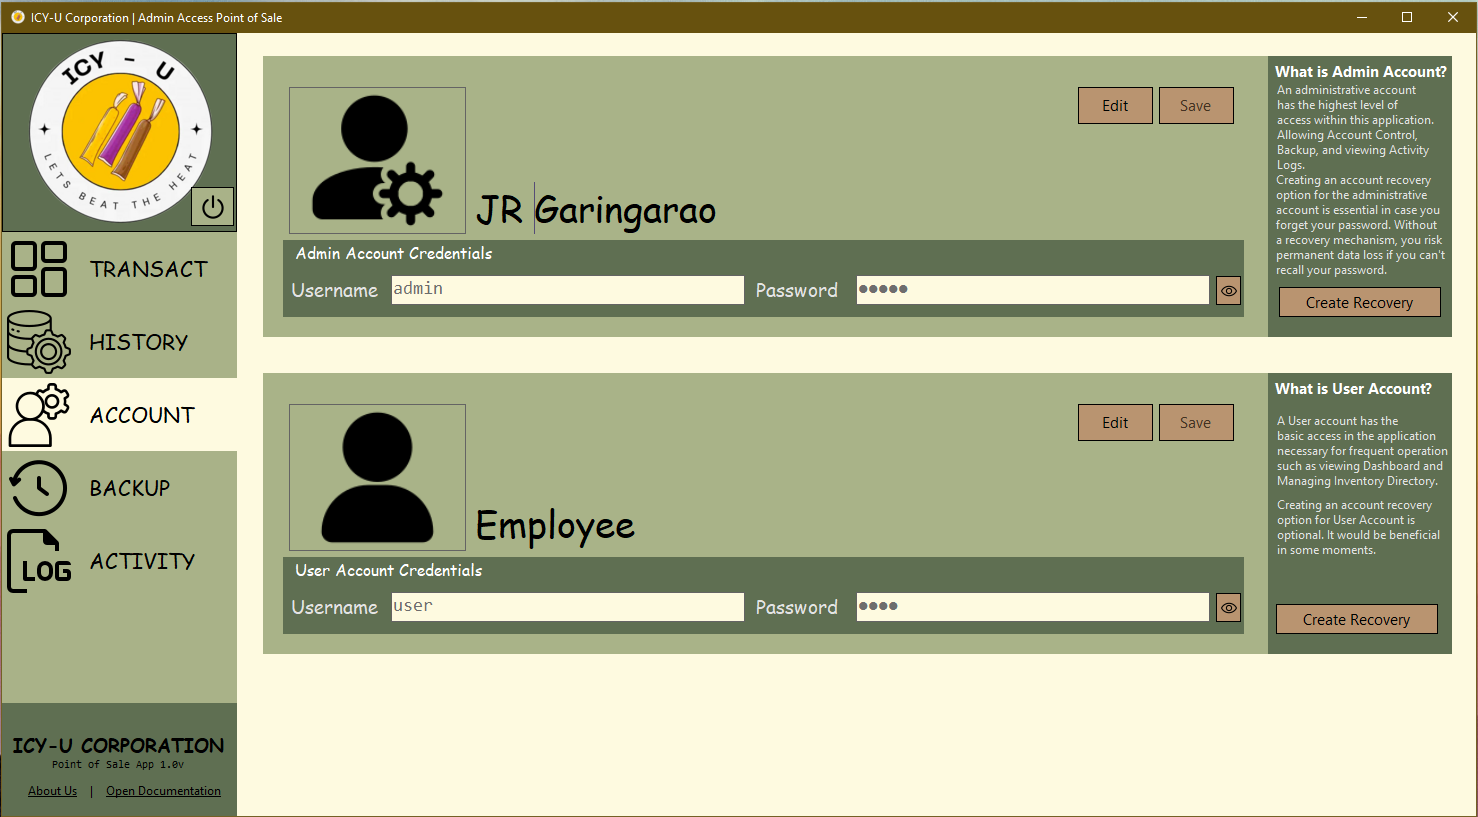 ICY-U Corporation | Admin Access Point of Sale
ICY - U
LETS BEAT THE HEAT
TRANSACT
HISTORY
ACCOUNT
BACKUP
LOG
ACTIVITY
ICY-U CORPORATION
Point of Sale App 1.0v
About Us | Open Documentation
Edit Save
JR Garingarao
Admin Account Credentials
Username admin Password ●●●●●
What is Admin Account?
An administrative account
has the highest level of
access within this application.
Allowing Account Control,
Backup, and viewing Activity
Logs.
Creating an account recovery
option for the administrative
account is essential in case you
forget your password. Without
a recovery mechanism, you risk
permanent data loss if you can't
recall your password.
Create Recovery
Edit Save
Employee
User Account Credentials
Username user Password ●●●●
What is User Account?
A User account has the
basic access in the application
necessary for frequent operation
such as viewing Dashboard and
Managing Inventory Directory.
Creating an account recovery
option for User Account is
optional. It would be beneficial
in some moments.
Create Recovery